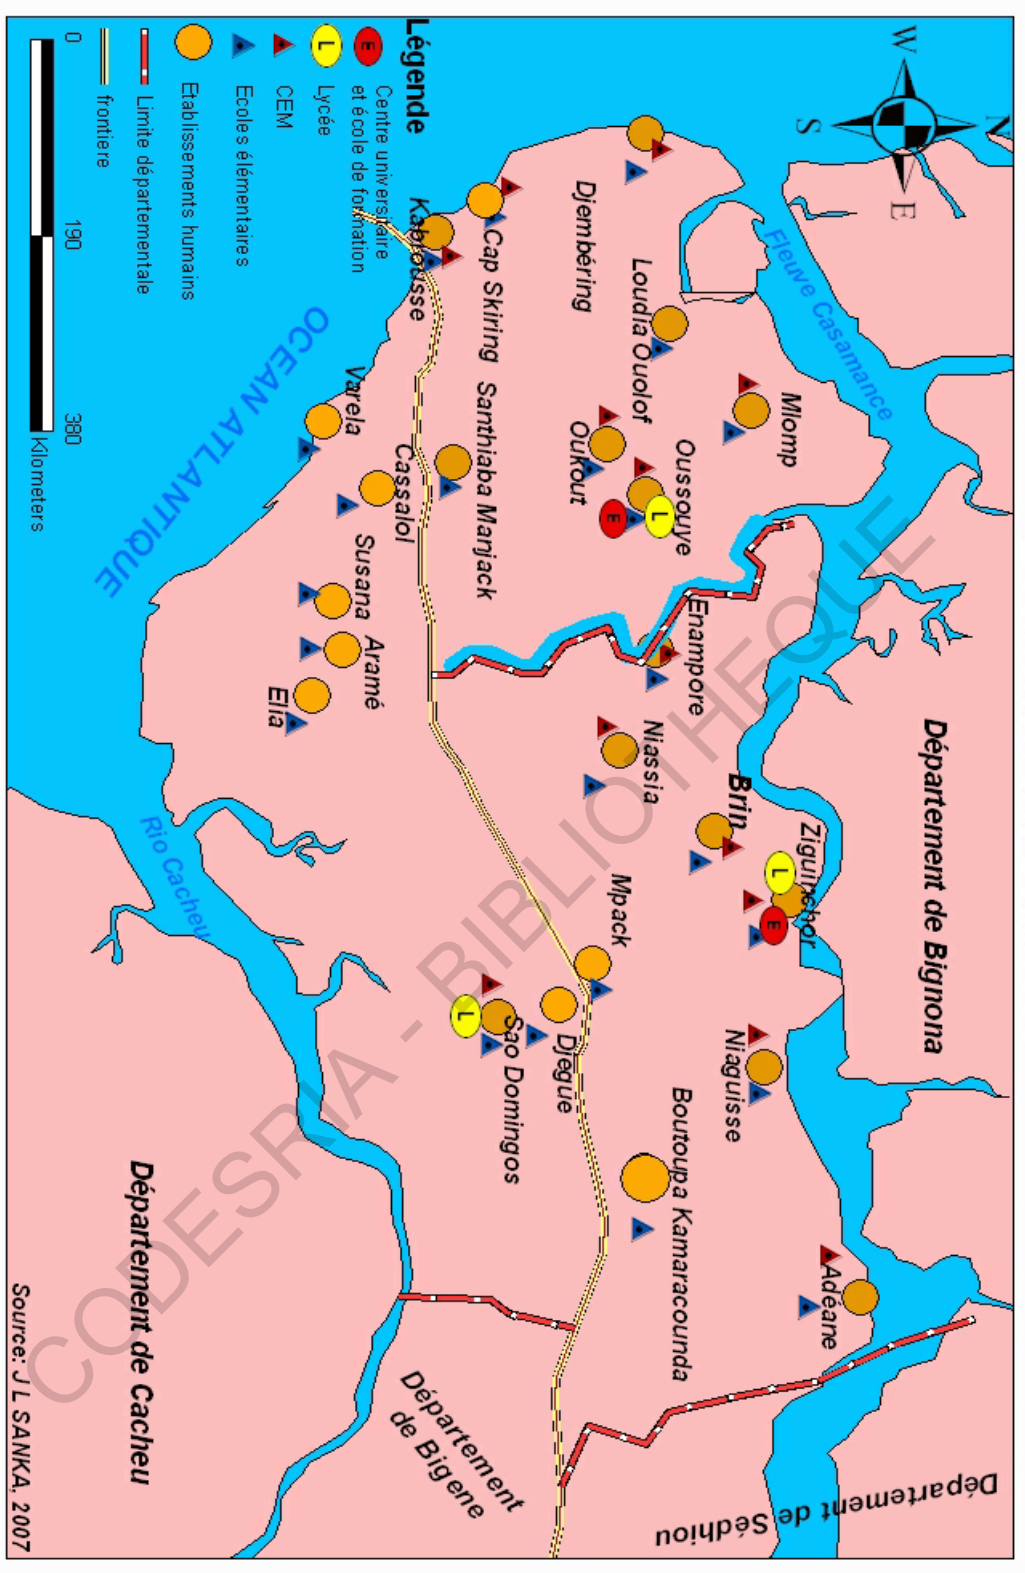 N
W
E
S
Département de Bignona
Département de Sédhiou
Fleuve Casamance
Mlomp
Ziguinchor
Niaguisse
Adéane
Brin
Loudia Ouolof
Oussouye
Enampore
Niassia
Mpack
Boutoupa Kamaracounda
Djembéring
Oukout
Djegue
Sao Domingos
Cap Skiring
Santhiaba Manjack
Kabrousse
Cassalol
Varela
Susana
Aramé
Elia
Département
de Bigene
OCEAN ATLANTIQUE
Rio Cacheu
Département de Cacheu
Légende
E
Centre universitaire
et école de formation
L
Lycée
CEM
Ecoles élémentaires
Etablissements humains
Limite départementale
frontiere
0
190
380
Kilometers
Source: J L SANKA, 2007
L
E
L
E
L
CODESRIA - BIBLIOTHEQUE